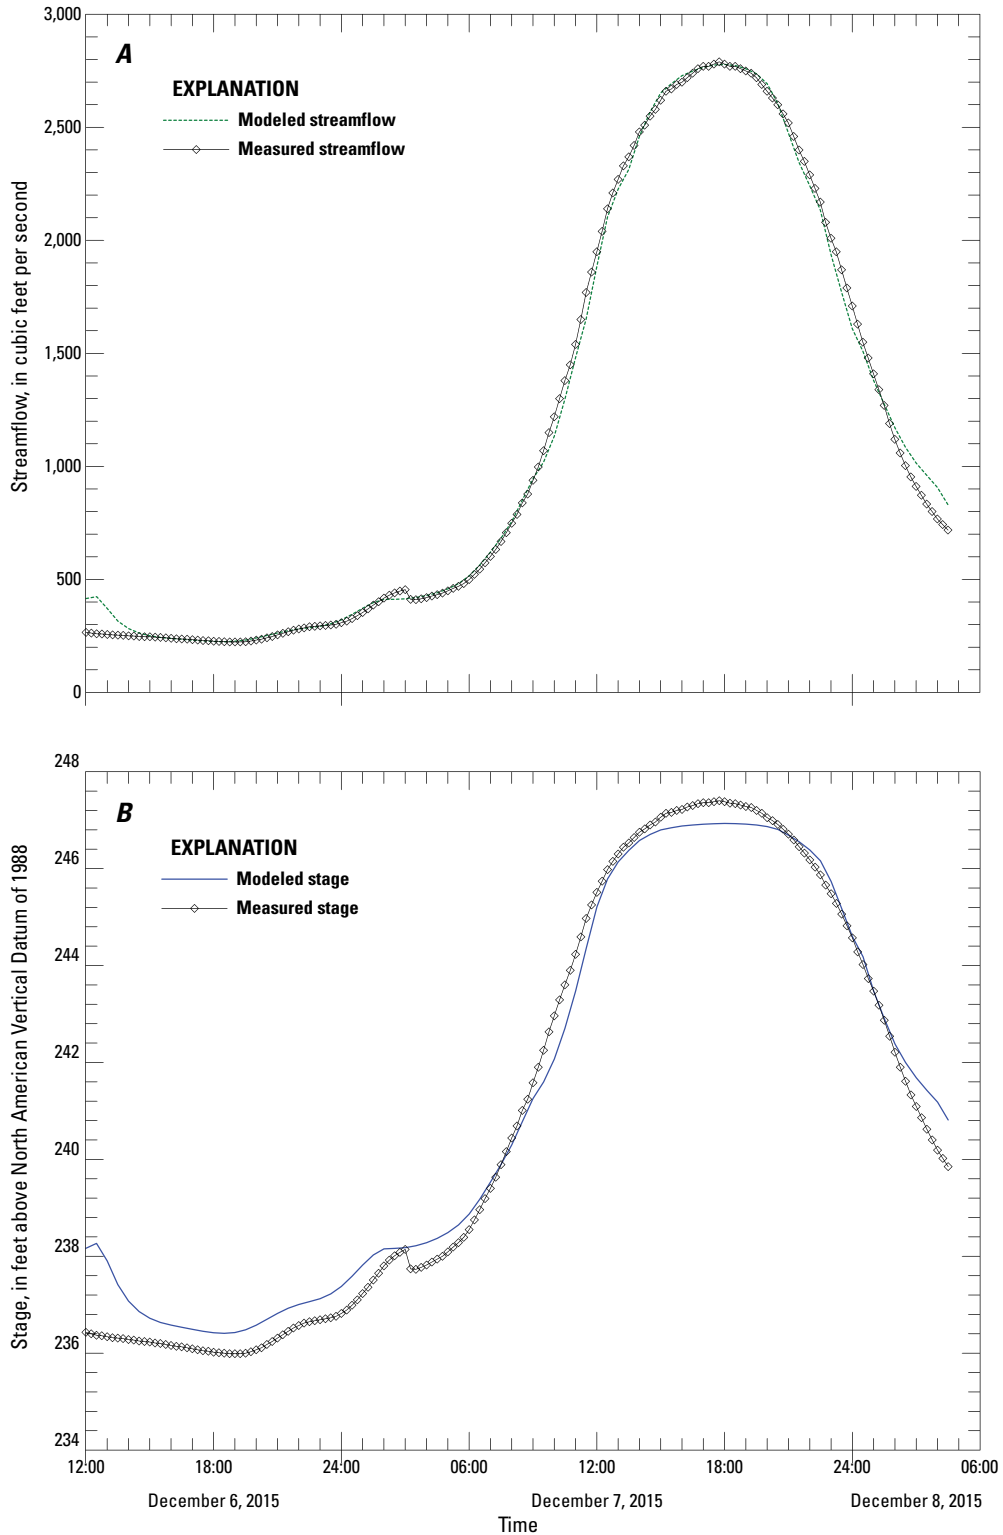 3,000
A
EXPLANATION
Modeled streamflow
Measured streamflow
2,500
2,000
1,500
1,000
500
0
Streamflow, in cubic feet per second
248
B
EXPLANATION
Modeled stage
Measured stage
246
244
242
240
238
236
234
Stage, in feet above North American Vertical Datum of 1988
12:00 18:00 24:00 06:00 12:00 18:00 24:00 06:00
December 6, 2015 December 7, 2015 December 8, 2015
Time